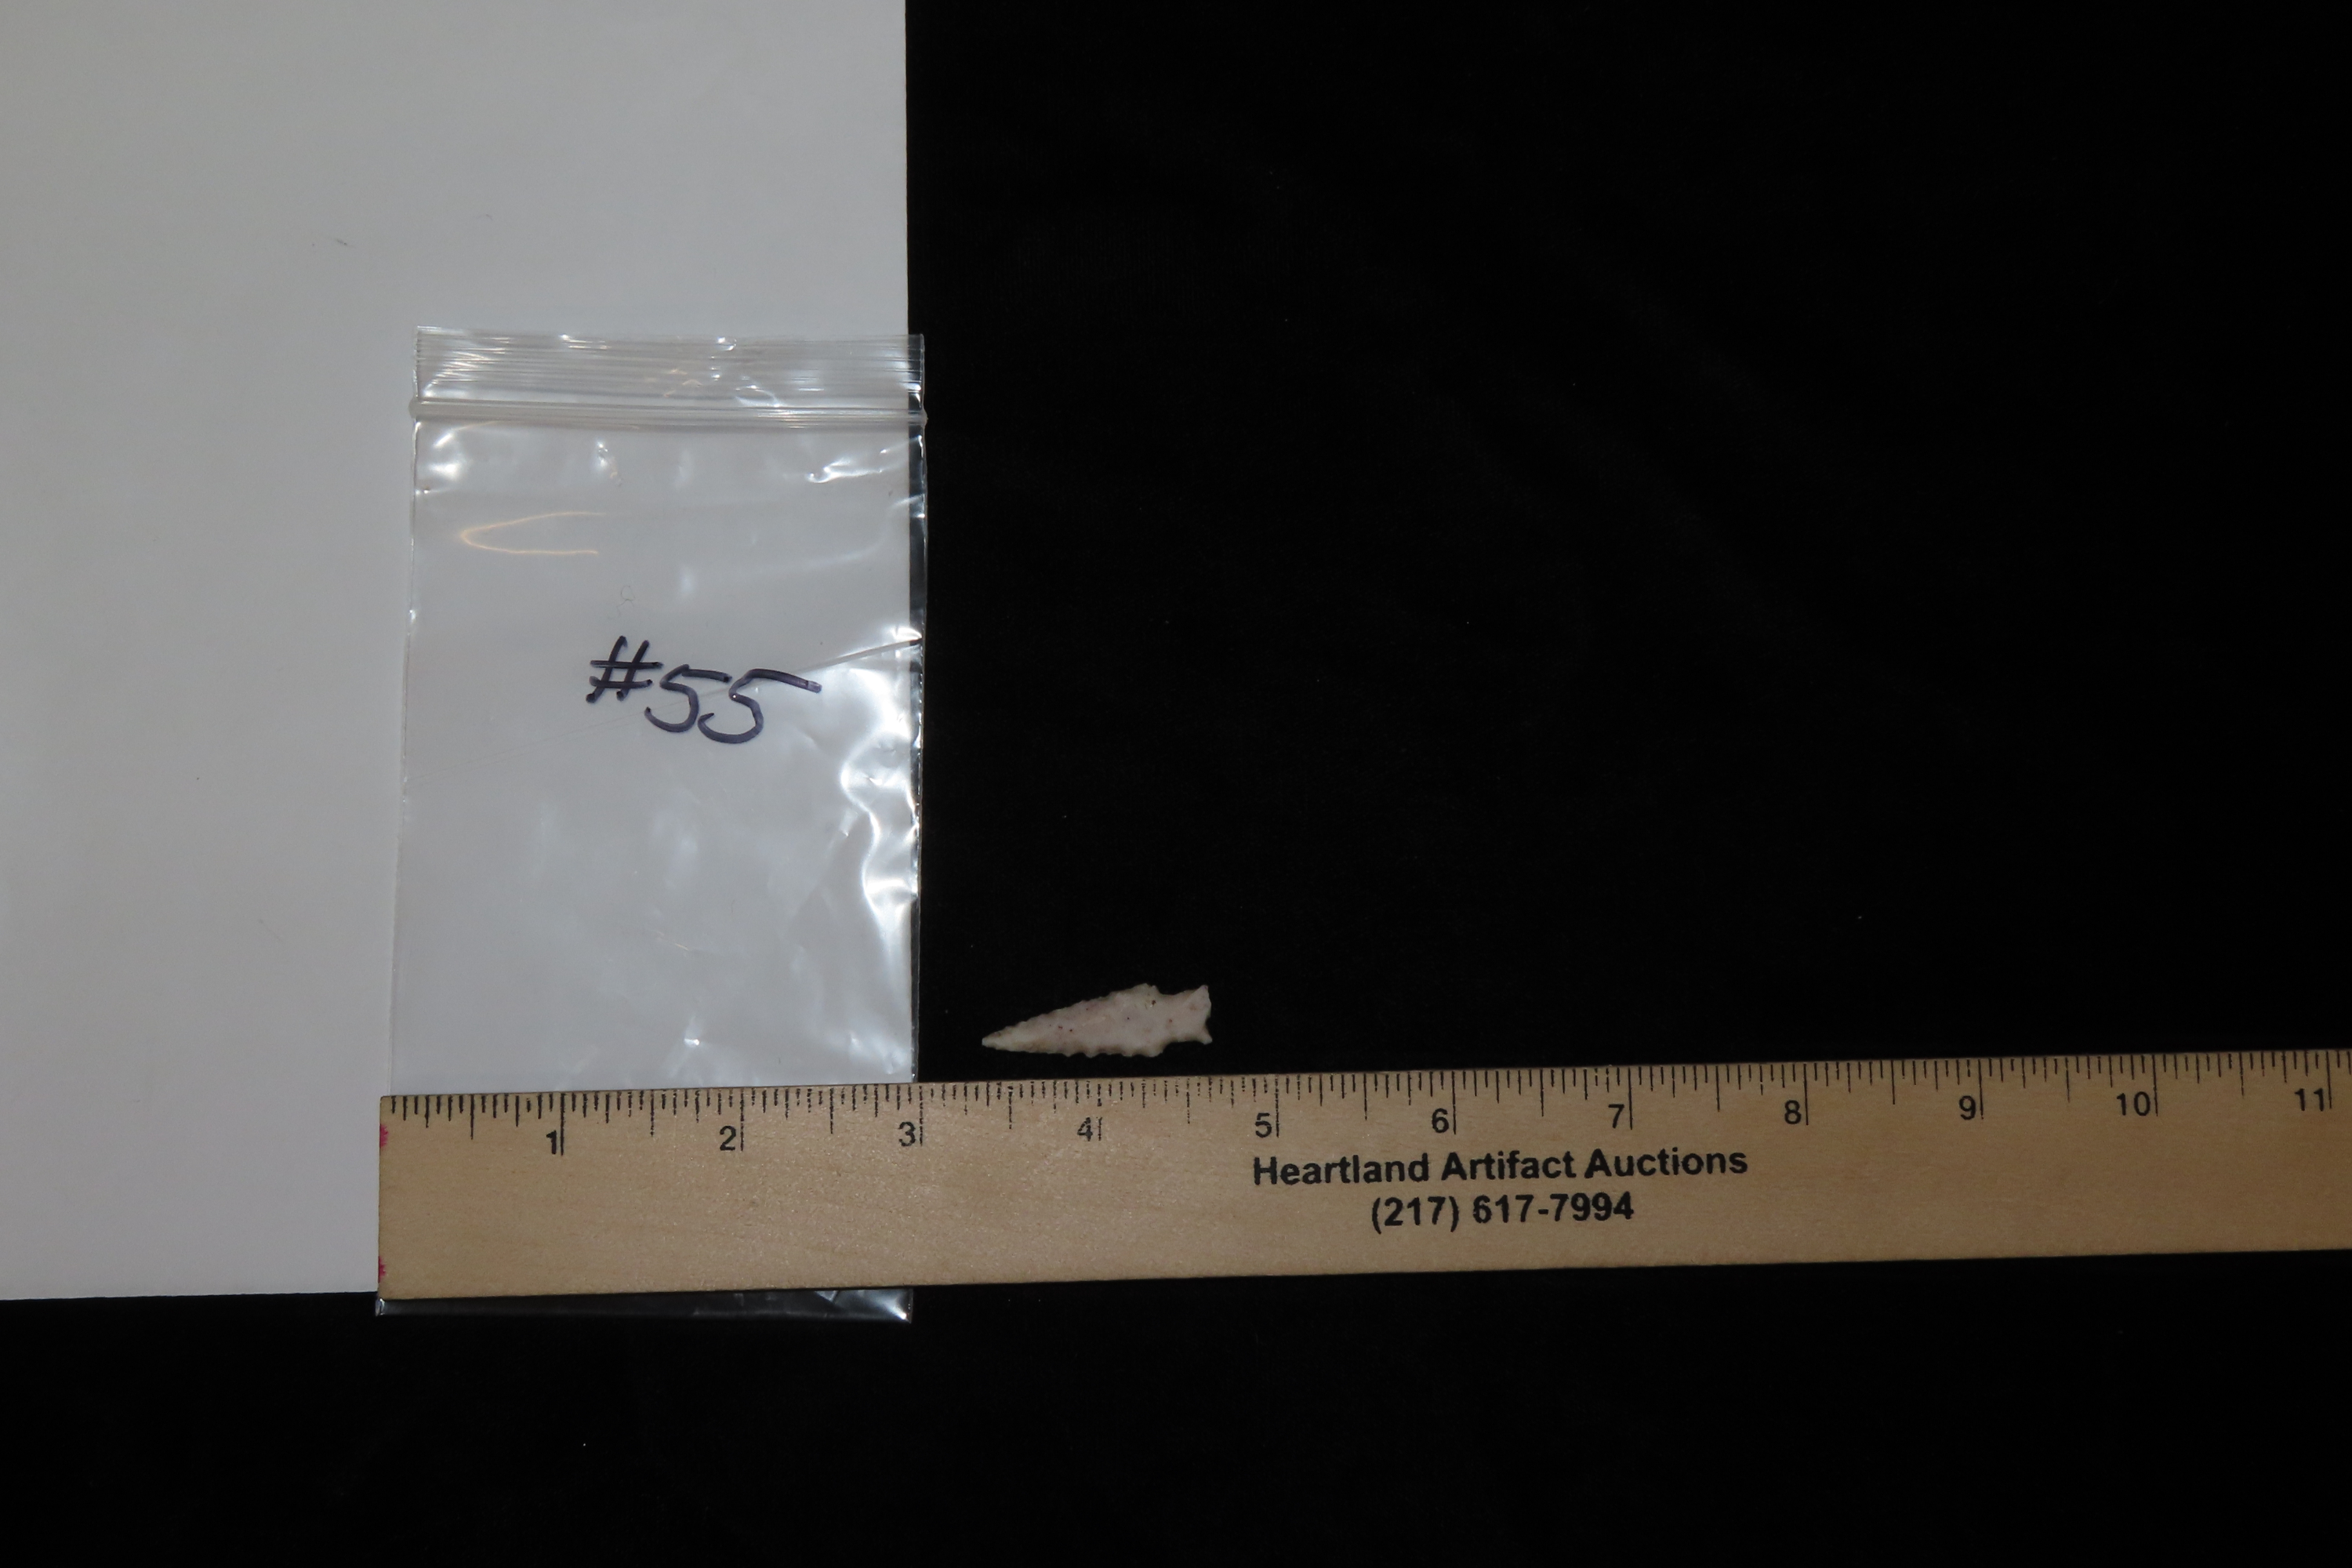 #55
1 2 3 4 5 6 7 8 9 10 11
Heartland Artifact Auctions
(217) 617-7994